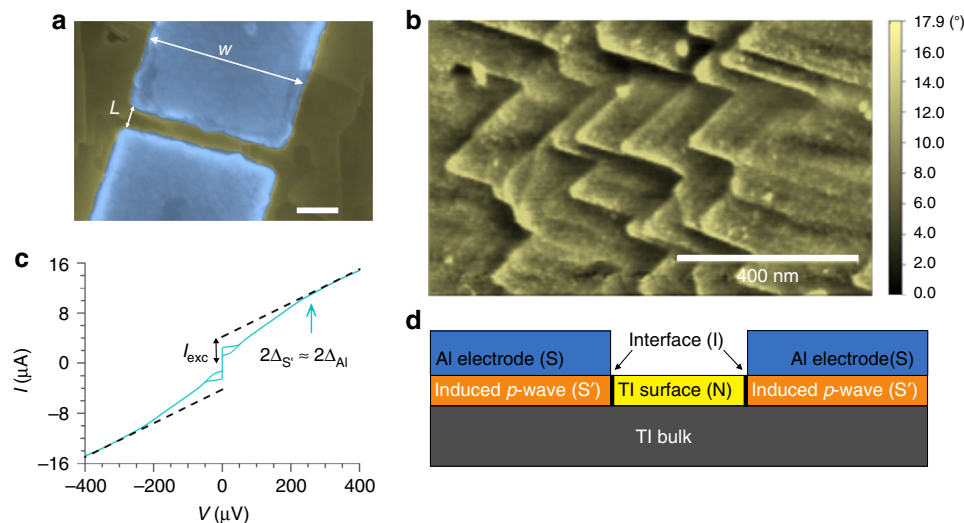 a
w
L
b
400 nm
17.9 (°)
16.0
14.0
12.0
10.0
8.0
6.0
4.0
2.0
0.0
c
16
8
0
−8
−16
I (μA)
I_exc
2Δ_S′ ≈ 2Δ_Al
−400 −200 0 200 400
V (μV)
d
Interface (I)
Al electrode (S) Al electrode(S)
Induced p-wave (S′) TI surface (N) Induced p-wave (S′)
TI bulk